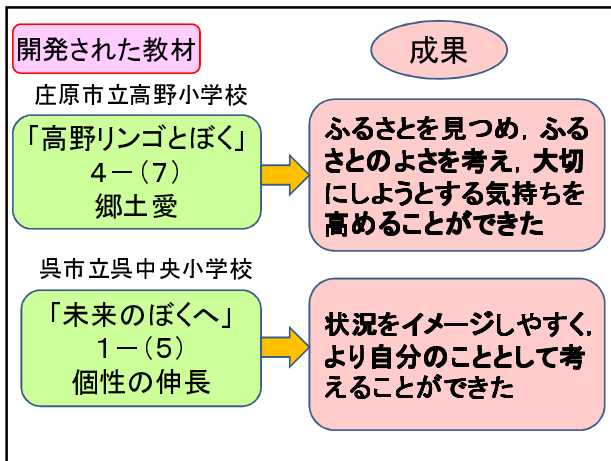 開発された教材
成果
庄原市立高野小学校
「高野リンゴとぼく」
４－（７）
郷土愛
ふるさとを見つめ，ふる
さとのよさを考え，大切
にしようとする気持ちを
高めることができた
呉市立呉中央小学校
「未来のぼくへ」
１－（５）
個性の伸長
状況をイメージしやすく，
より自分のこととして考
えることができた